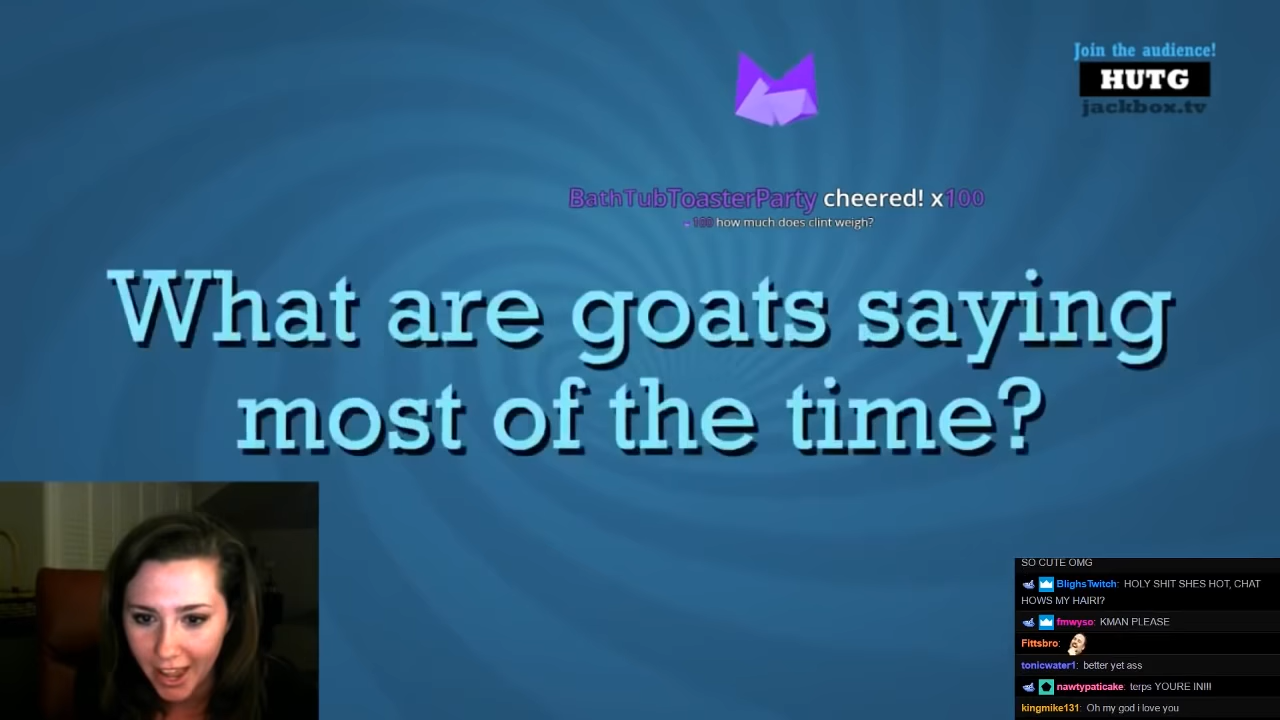 Join the audience!
HUTG
jackbox.tv
BathTubToasterParty cheered! x100
100 how much does clint weigh?
What are goats saying
most of the time?
SO CUTE OMG
BlighsTwitch: HOLY SHIT SHES HOT, CHAT
HOWS MY HAIR!?
fmwyso: KMAN PLEASE
Fittsbro:
tonicwater1: better yet ass
nawtypaticake: terps YOURE IN!!!
kingmike131: Oh my god i love you